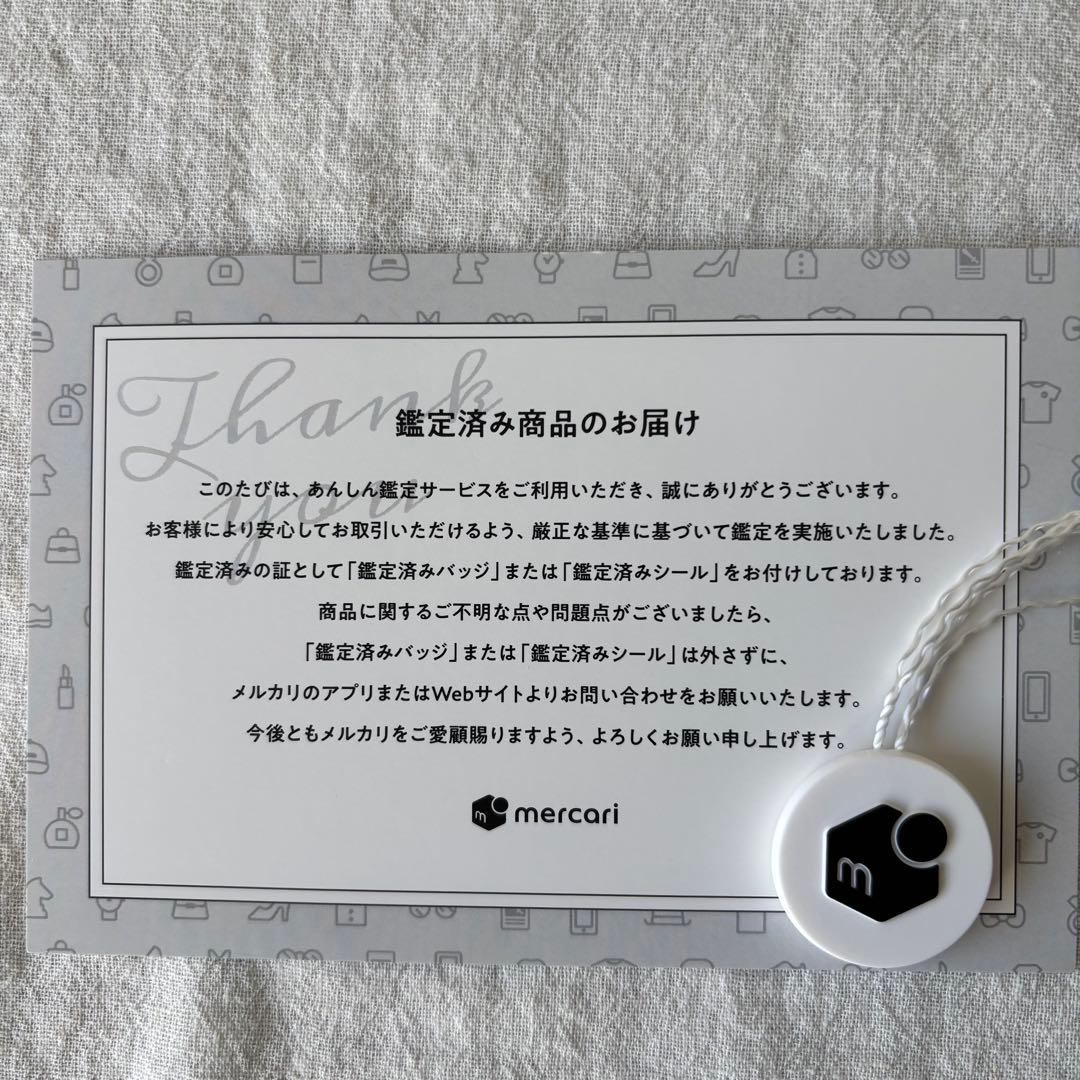 Thank you
鑑定済み商品のお届け
このたびは、あんしん鑑定サービスをご利用いただき、誠にありがとうございます。
お客様により安心してお取引いただけるよう、厳正な基準に基づいて鑑定を実施いたしました。
鑑定済みの証として「鑑定済みバッジ」または「鑑定済みシール」をお付けしております。
商品に関するご不明な点や問題点がございましたら、
「鑑定済みバッジ」または「鑑定済みシール」は外さずに、
メルカリのアプリまたはWebサイトよりお問い合わせをお願いいたします。
今後ともメルカリをご愛顧賜りますよう、よろしくお願い申し上げます。
m mercari
m